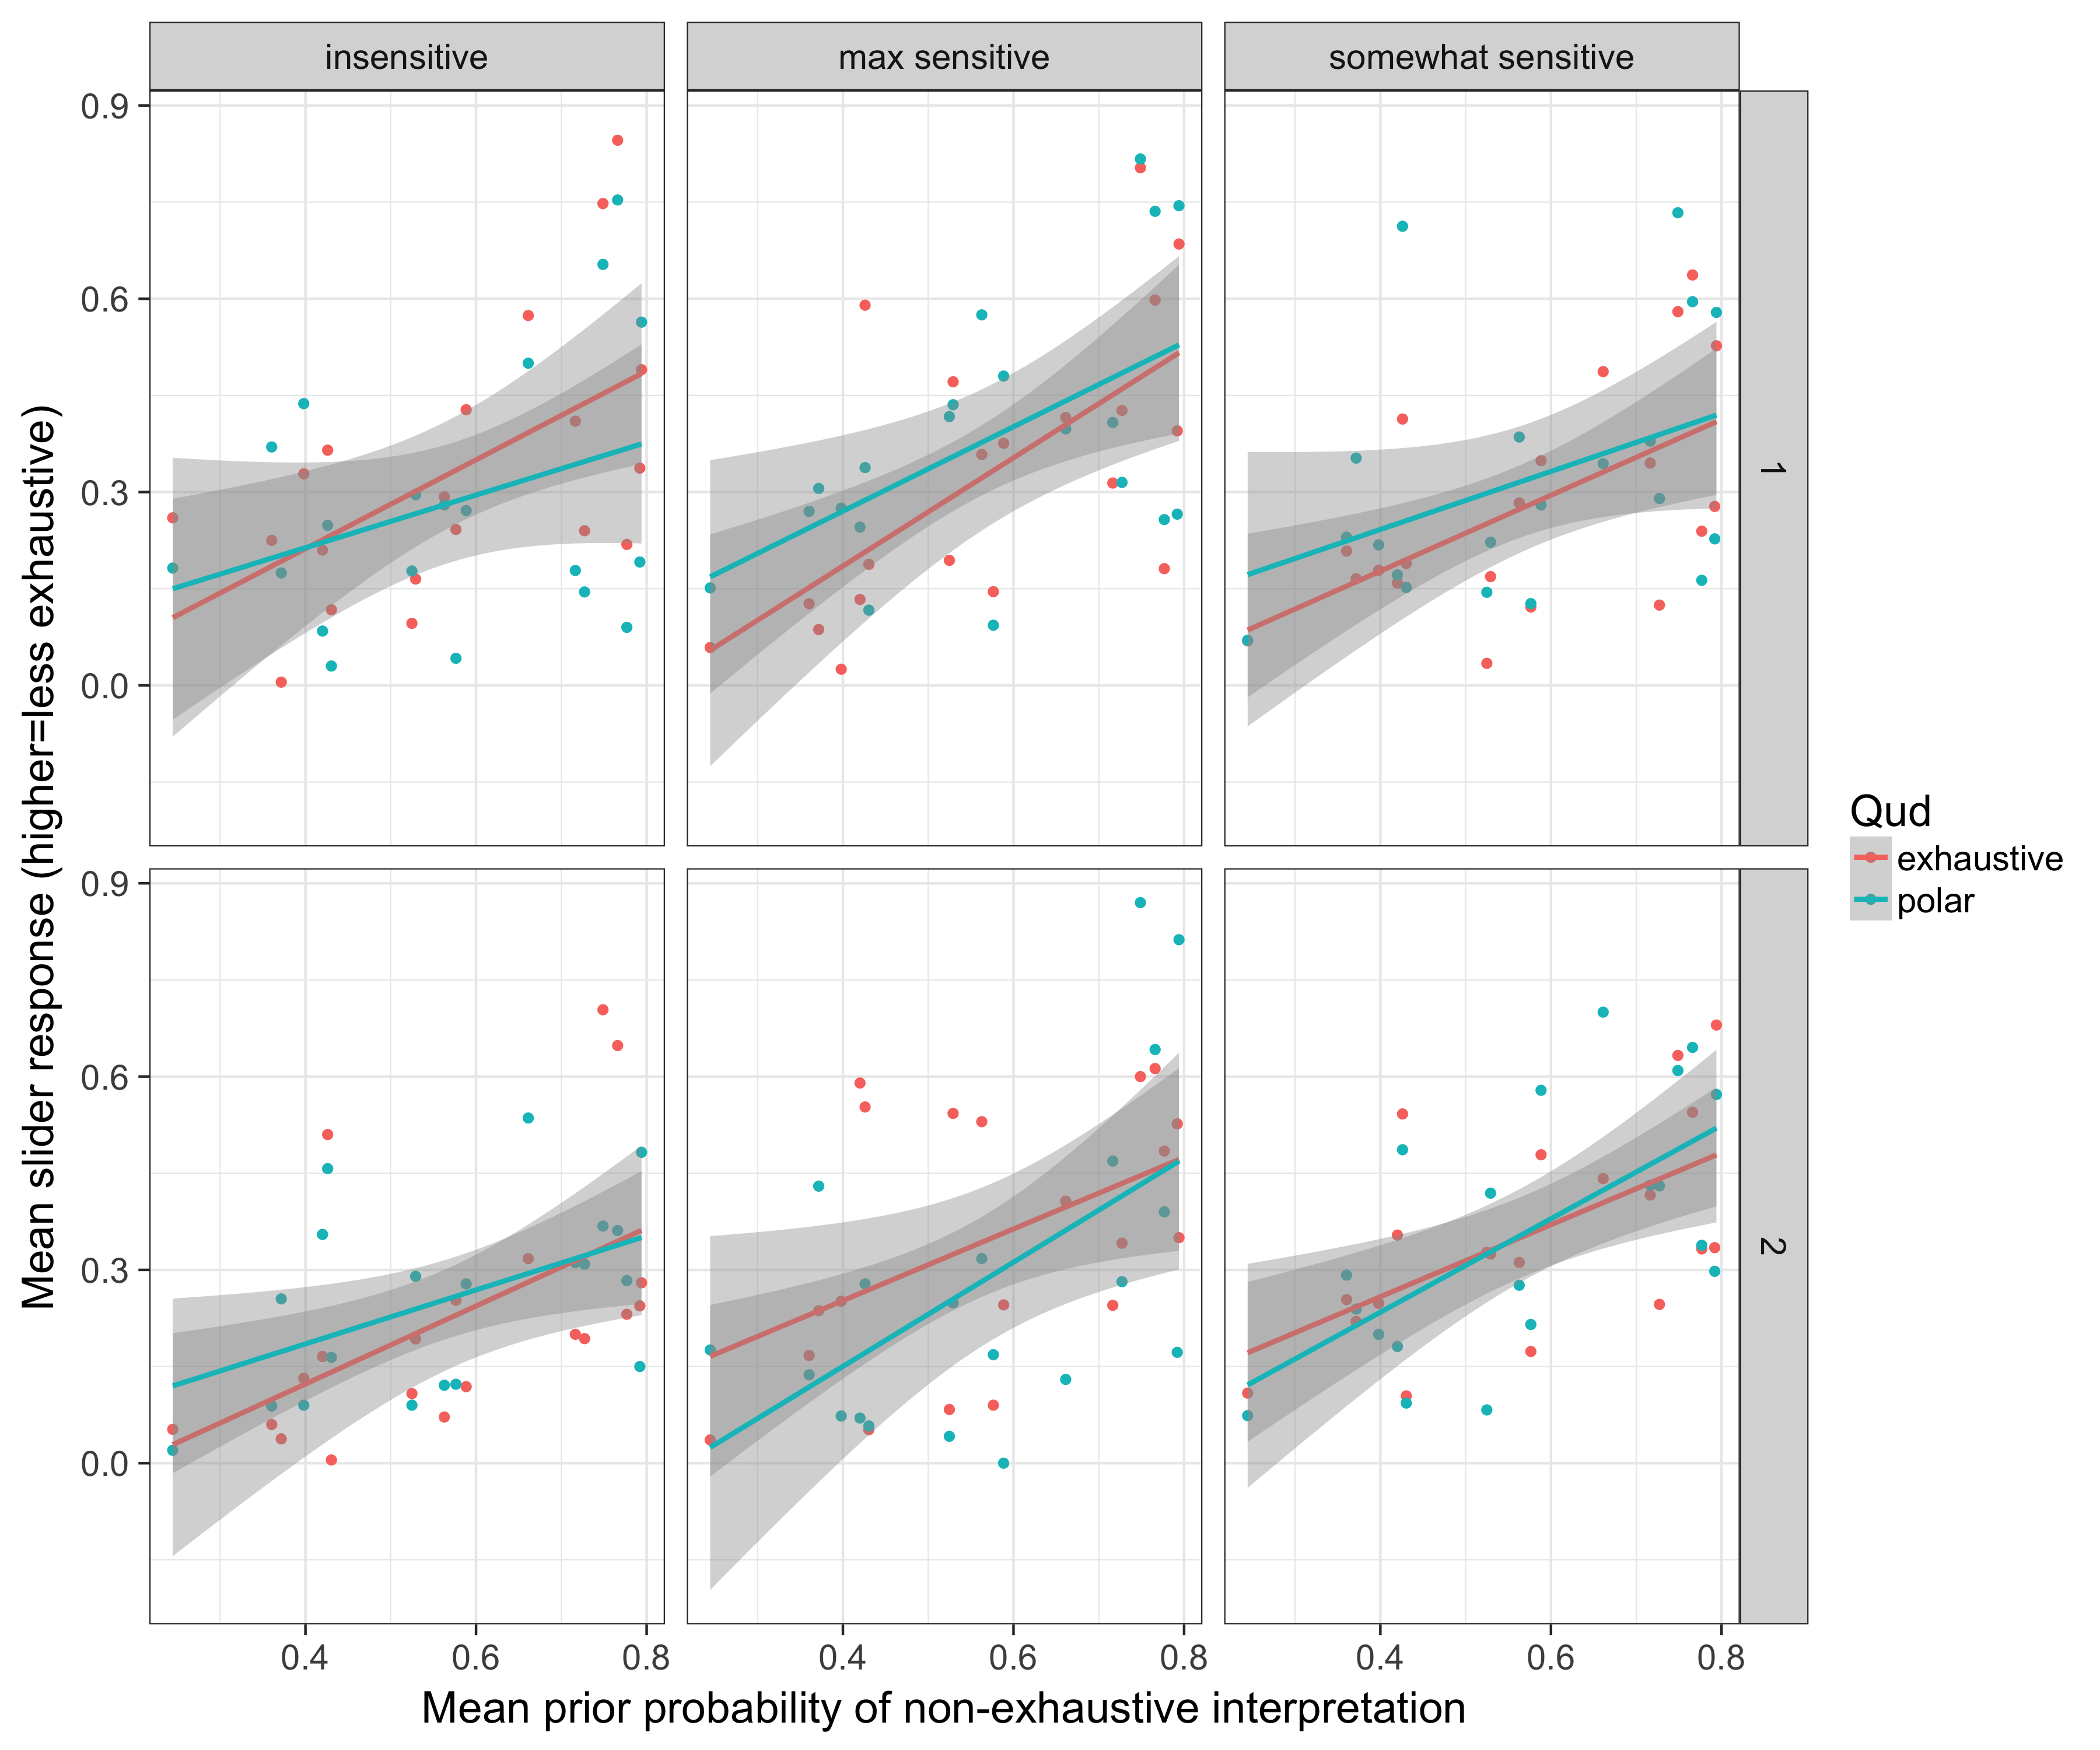 insensitive
max sensitive
somewhat sensitive
0.9
0.6
0.3
0.0
1
0.9
0.6
0.3
0.0
2
0.4
0.6
0.8
0.4
0.6
0.8
0.4
0.6
0.8
Mean prior probability of non-exhaustive interpretation
Mean slider response (higher=less exhaustive)
Qud
exhaustive
polar